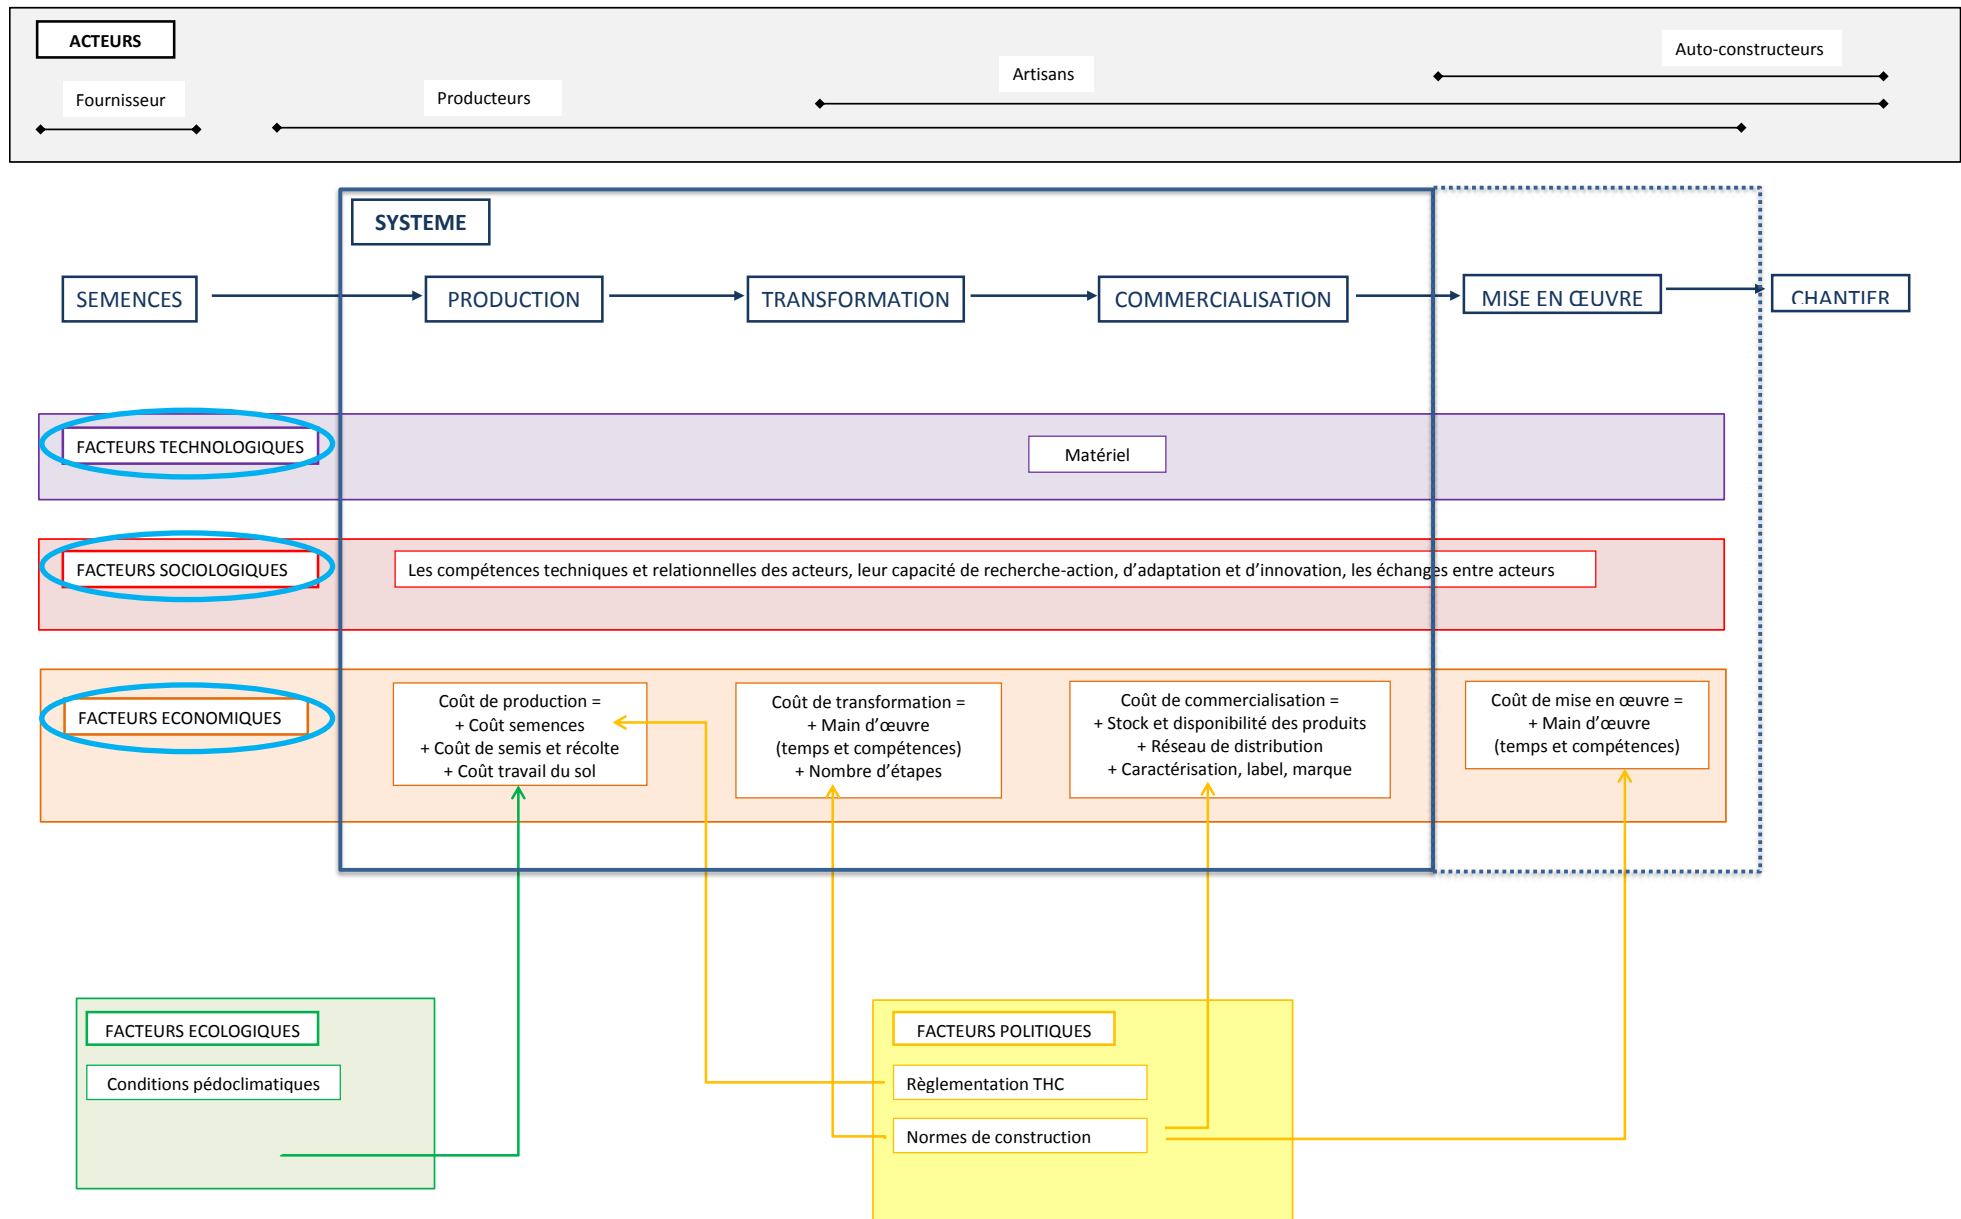 ACTEURS
Auto-constructeurs
Artisans
Fournisseur
Producteurs
SYSTEME
SEMENCES
PRODUCTION
TRANSFORMATION
COMMERCIALISATION
MISE EN ŒUVRE
CHANTIER
FACTEURS TECHNOLOGIQUES
Matériel
FACTEURS SOCIOLOGIQUES
Les compétences techniques et relationnelles des acteurs, leur capacité de recherche-action, d’adaptation et d’innovation, les échanges entre acteurs
FACTEURS ECONOMIQUES
Coût de production =
+ Coût semences
+ Coût de semis et récolte
+ Coût travail du sol
Coût de transformation =
+ Main d’œuvre
(temps et compétences)
+ Nombre d’étapes
Coût de commercialisation =
+ Stock et disponibilité des produits
+ Réseau de distribution
+ Caractérisation, label, marque
Coût de mise en œuvre =
+ Main d’œuvre
(temps et compétences)
FACTEURS ECOLOGIQUES
Conditions pédoclimatiques
FACTEURS POLITIQUES
Règlementation THC
Normes de construction